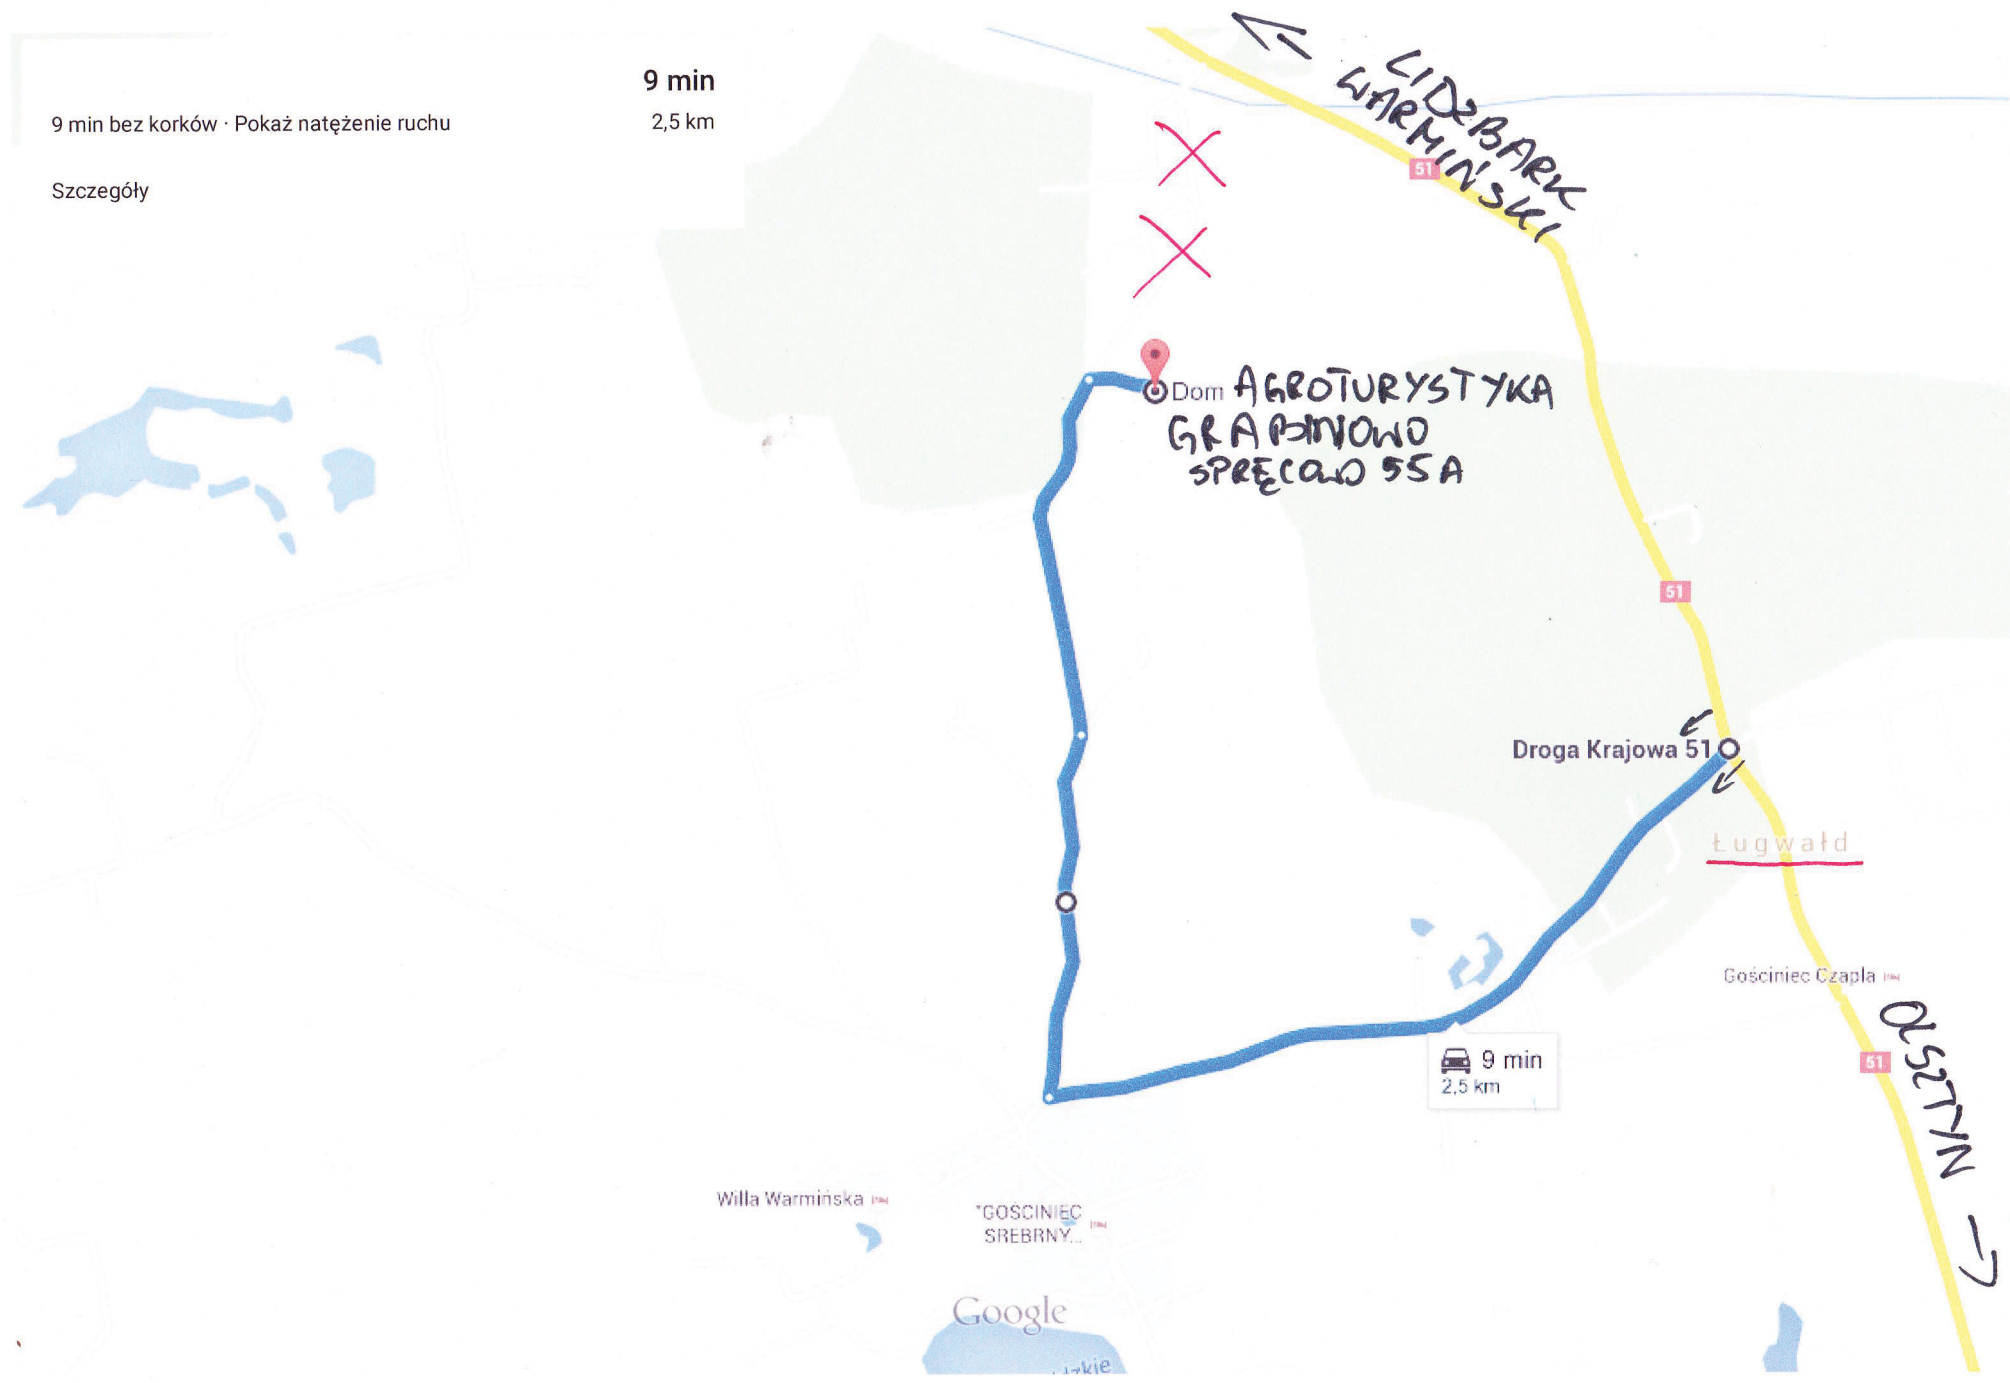 9 min
9 min bez korków · Pokaż natężenie ruchu
2,5 km
Szczegóły
LIDZBARK
WARMIŃSKI
51
Dom AGROTURYSTYKA
GRABINIOWO
SPRĘCOWO 55A
51
Droga Krajowa 51
Ługwałd
Gościniec Czapla
OLSZTYN
51
9 min
2,5 km
Willa Warmińska
"GOŚCINIEC
SREBRNY...
Google